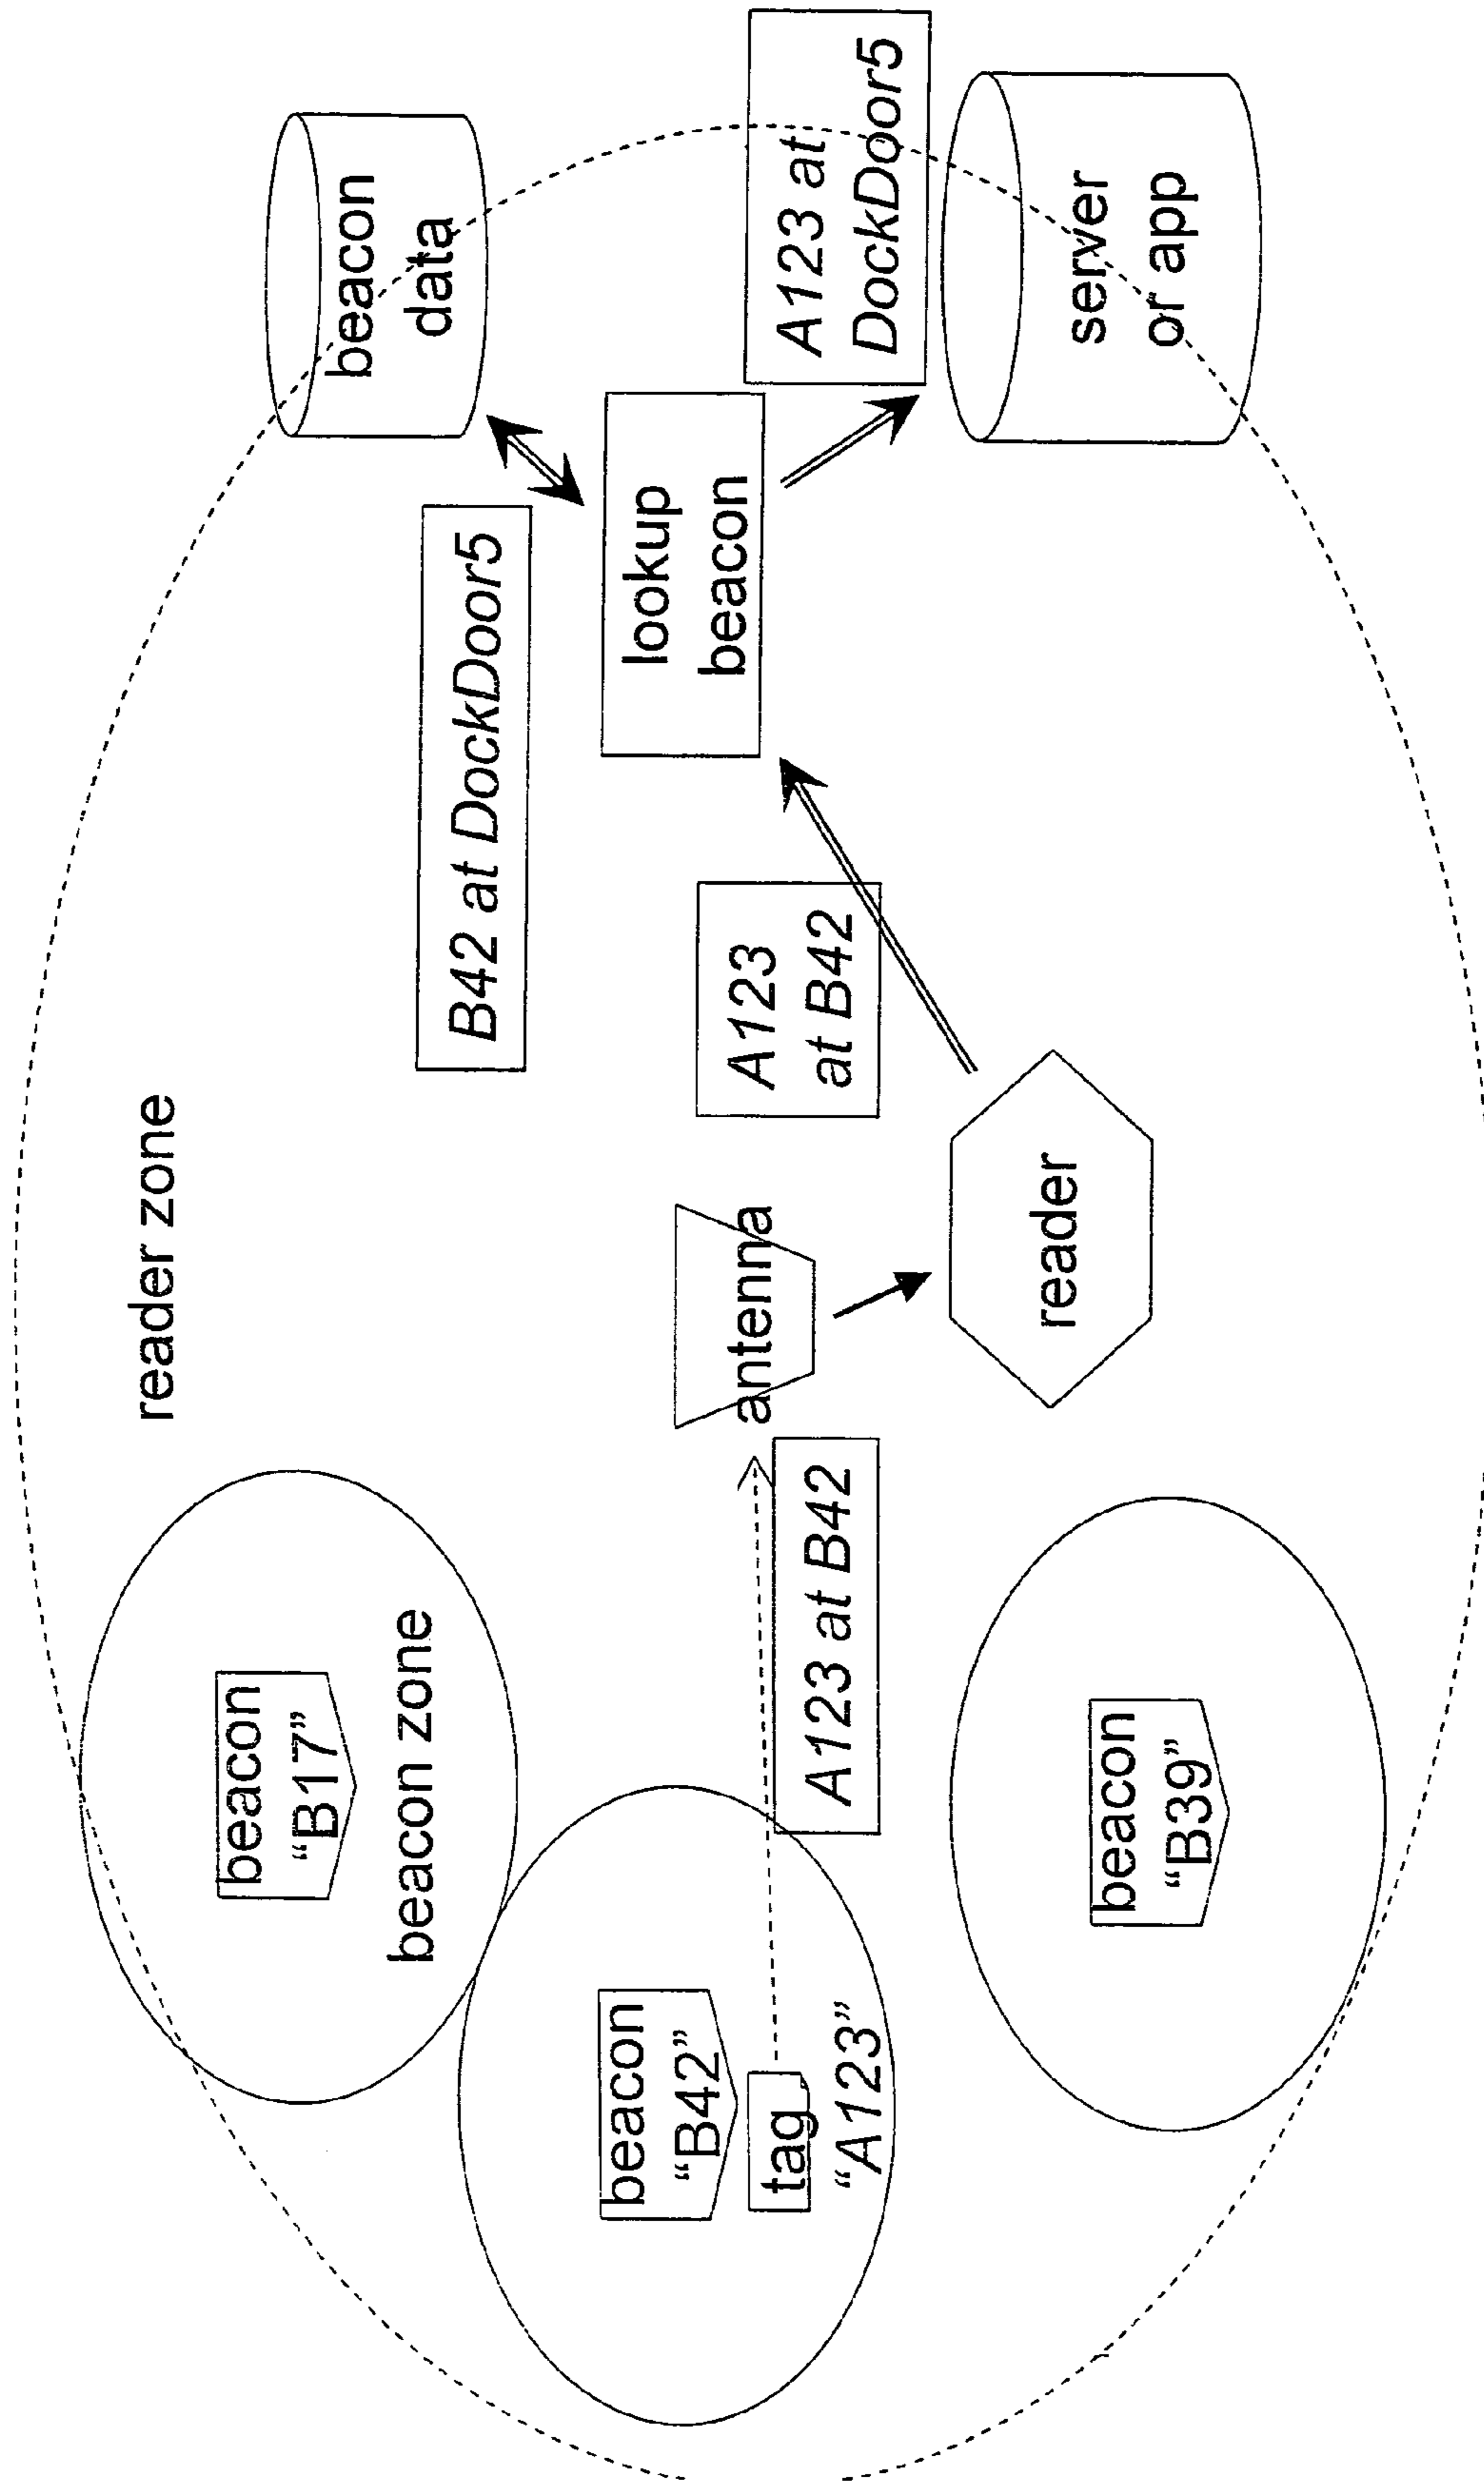 reader zone
beacon
“B17”
beacon zone
beacon
“B42”
tag
“A123”
A123 at B42
beacon
“B39”
antenna
reader
A123
at B42
B42 at DockDoor5
lookup
beacon
beacon
data
A123 at
DockDoor5
server
or app